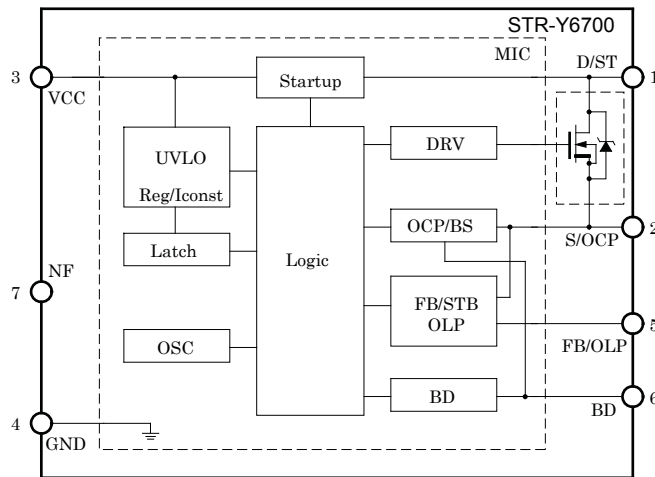 STR-Y6700
MIC
D/ST
3
1
VCC
Startup
UVLO
Reg/Iconst
DRV
Latch
OCP/BS
2
S/OCP
Logic
NF
7
FB/STB
OLP
5
FB/OLP
OSC
BD
6
BD
4
GND